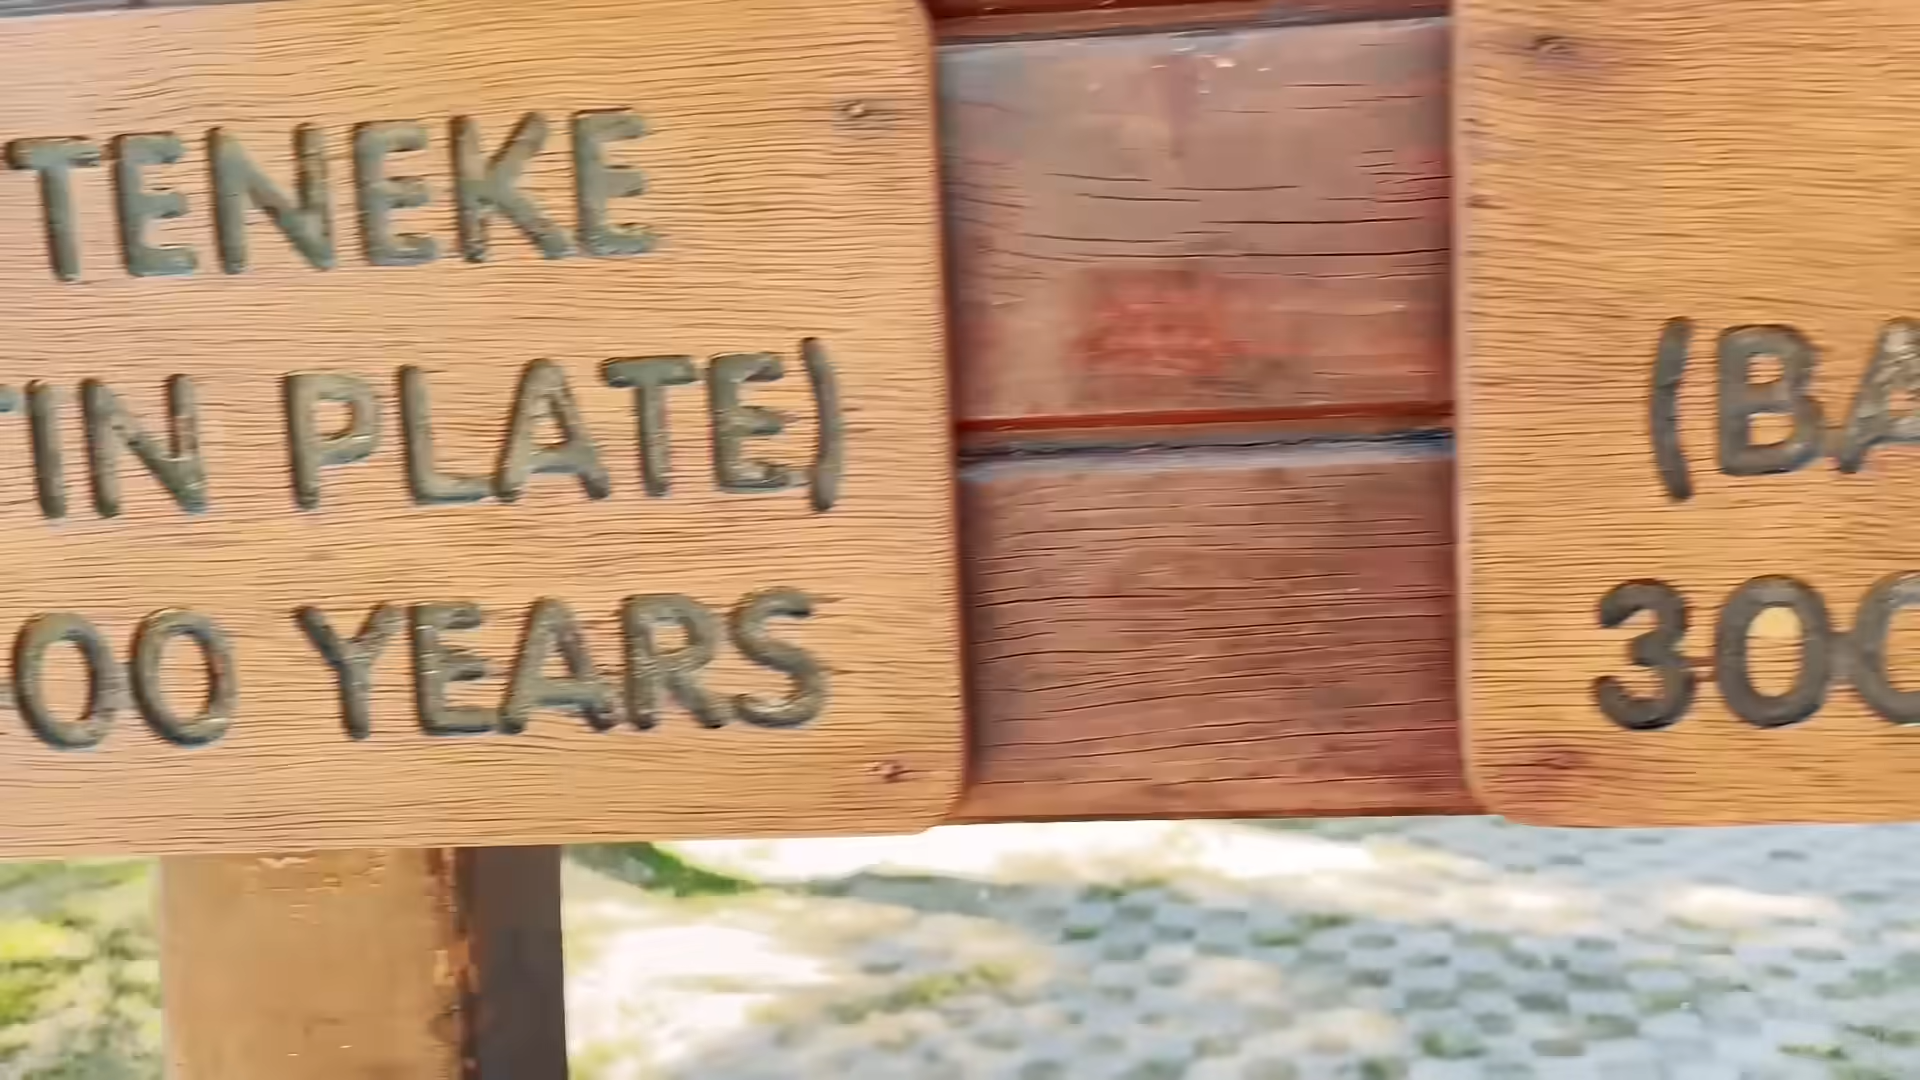 TENEKE
TIN PLATE)
00 YEARS
(BA
300